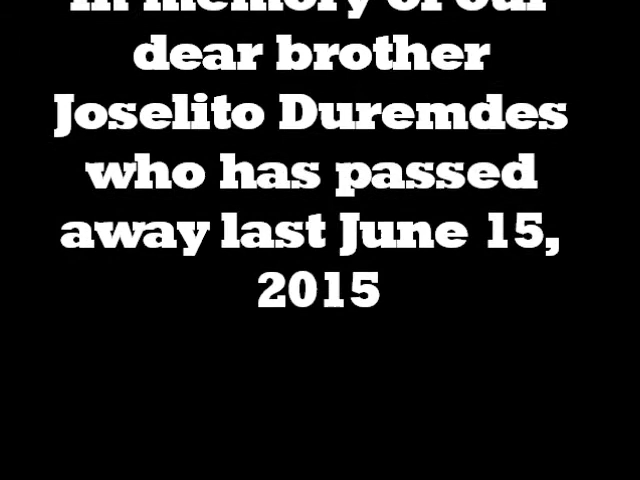 In memory of our
dear brother
Joselito Duremdes
who has passed
away last June 15,
2015